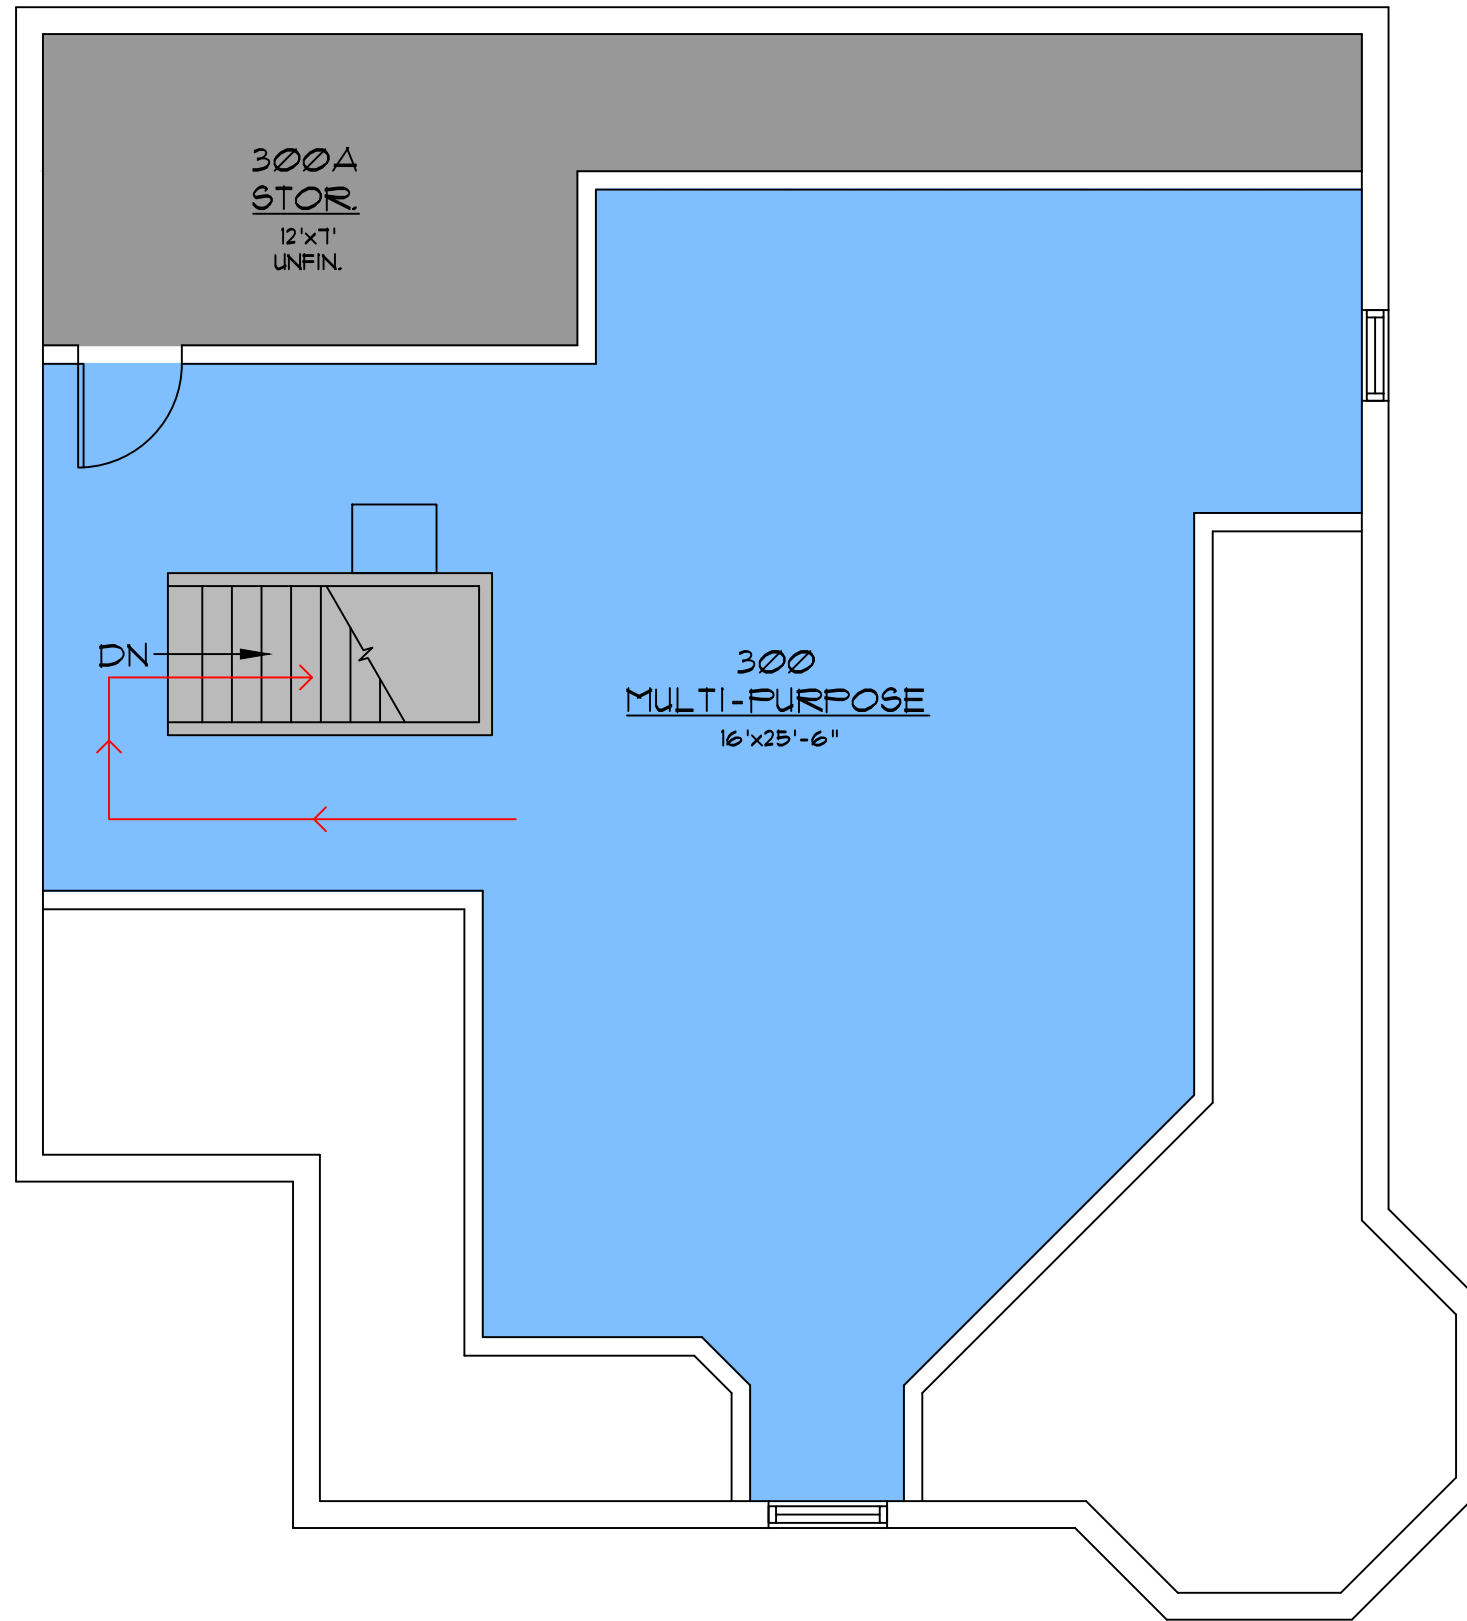 300A
STOR.
12'x7'
UNFIN.
DN
300
MULTI-PURPOSE
16'x25'-6"